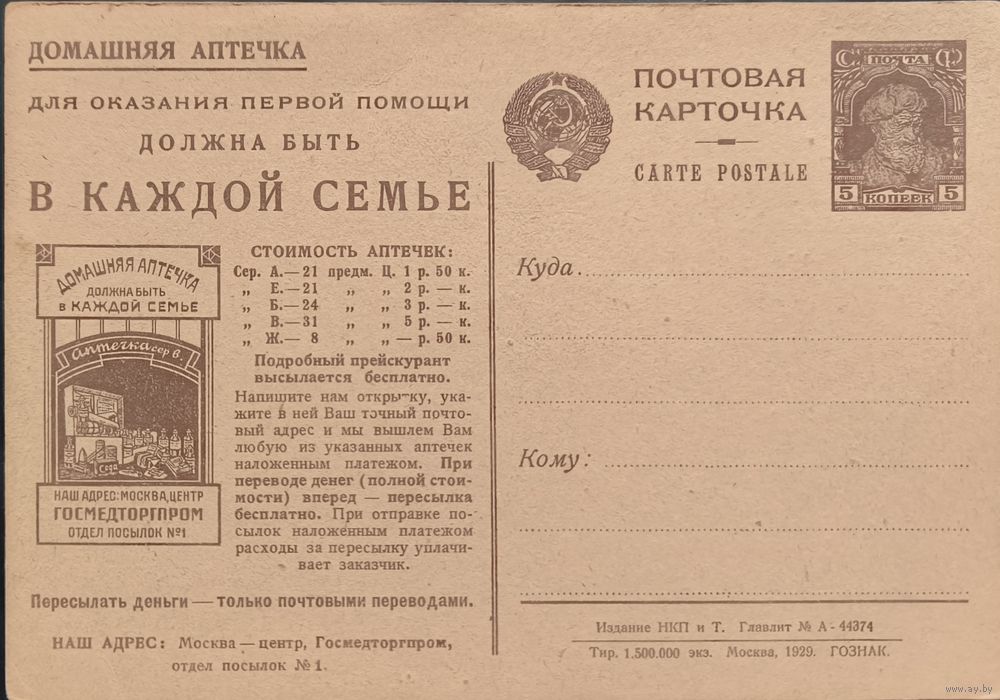 ДОМАШНЯЯ АПТЕЧКА
ДЛЯ ОКАЗАНИЯ ПЕРВОЙ ПОМОЩИ
ДОЛЖНА БЫТЬ
В КАЖДОЙ СЕМЬЕ
ДОМАШНЯЯ АПТЕЧКА
ДОЛЖНА БЫТЬ
В КАЖДОЙ СЕМЬЕ
Аптечка сер В.
Сода
НАШ АДРЕС: МОСКВА, ЦЕНТР
ГОСМЕДТОРГПРОМ
ОТДЕЛ ПОСЫЛОК №1
СТОИМОСТЬ АПТЕЧЕК:
Сер. А.—21 предм. Ц. 1 р. 50 к.
„ Е.—21 „ „ 2 р. — к.
„ Б.—24 „ „ 3 р. — к.
„ В.—31 „ „ 5 р. — к.
„ Ж.— 8 „ „ — р. 50 к.
Подробный прейскурант
высылается бесплатно.
Напишите нам открытку, ука-
жите в ней Ваш точный почто-
вый адрес и мы вышлем Вам
любую из указанных аптечек
наложенным платежом. При
переводе денег (полной стои-
мости) вперед — пересылка
бесплатно. При отправке по-
сылок наложенным платежом
расходы за пересылку уплачи-
вает заказчик.
Пересылать деньги — только почтовыми переводами.
НАШ АДРЕС: Москва — центр, Госмедторгпром,
отдел посылок № 1.
ПОЧТОВАЯ
КАРТОЧКА
CARTE POSTALE
ПОЧТА
5 КОПЕЕК 5
Куда
Кому:
Издание НКП и Т. Главлит № А - 44374
Тир. 1.500.000 экз. Москва, 1929. ГОЗНАК.
www.ay.by